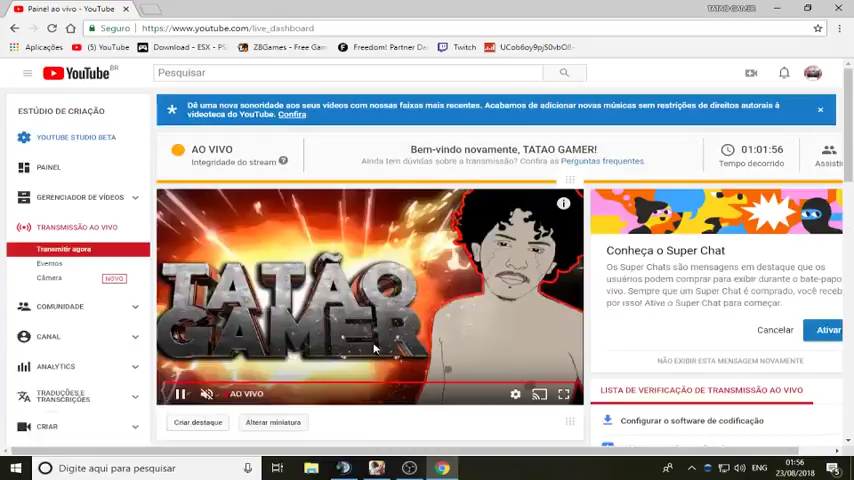 Painel ao vivo - YouTube
TATAO GAMER
Seguro
https://www.youtube.com/live_dashboard
Aplicações
(5) YouTube
Download - ESX - PS
Z8Games - Free Gam
Freedom! Partner Da
Twitch
UCob6oy9pjS0vbO8-
YouTube BR
Pesquisar
ESTÚDIO DE CRIAÇÃO
YOUTUBE STUDIO BETA
PAINEL
GERENCIADOR DE VÍDEOS
TRANSMISSÃO AO VIVO
Transmitir agora
Eventos
Câmera
NOVO
COMUNIDADE
CANAL
ANALYTICS
TRADUÇÕES E
TRANSCRIÇÕES
CRIAR
Dê uma nova sonoridade aos seus vídeos com nossas faixas mais recentes. Acabamos de adicionar novas músicas sem restrições de direitos autorais à
videoteca do YouTube. Confira
AO VIVO
Integridade do stream
Bem-vindo novamente, TATAO GAMER!
Ainda tem dúvidas sobre a transmissão? Confira as Perguntas frequentes
01:01:56
Tempo decorrido
Assisti
TATÃO
GAMER
AO VIVO
Criar destaque
Alterar miniatura
Conheça o Super Chat
Os Super Chats são mensagens em destaque que os
usuários podem comprar para exibir durante o bate-papo
vivo. Sempre que um Super Chat é comprado, você receb
por isso! Ative o Super Chat para começar.
Cancelar
Ativar
NÃO EXIBIR ESTA MENSAGEM NOVAMENTE
LISTA DE VERIFICAÇÃO DE TRANSMISSÃO AO VIVO
Configurar o software de codificação
Digite aqui para pesquisar
ENG
01:56
23/08/2018
5